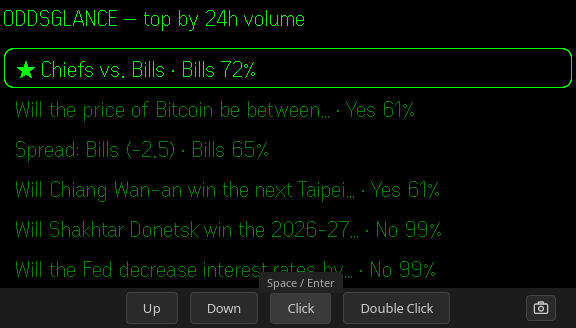 ODDSGLANCE — top by 24h volume
★ Chiefs vs. Bills · Bills 72%
Will the price of Bitcoin be between… · Yes 61%
Spread: Bills (-2.5) · Bills 65%
Will Chiang Wan-an win the next Taipei… · Yes 61%
Will Shakhtar Donetsk win the 2026-27… · No 99%
Will the Fed decrease interest rates by… · No 99%
Space / Enter
Up Down Click Double Click